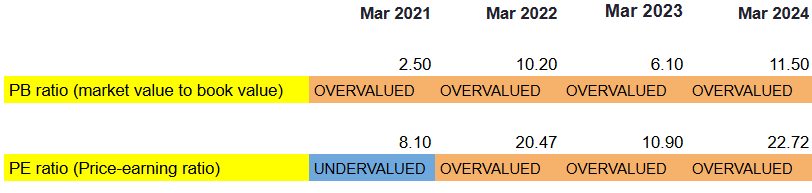 Mar 2021 Mar 2022 Mar 2023 Mar 2024
2.50 10.20 6.10 11.50
PB ratio (market value to book value) OVERVALUED OVERVALUED OVERVALUED OVERVALUED
8.10 20.47 10.90 22.72
PE ratio (Price-earning ratio) UNDERVALUED OVERVALUED OVERVALUED OVERVALUED